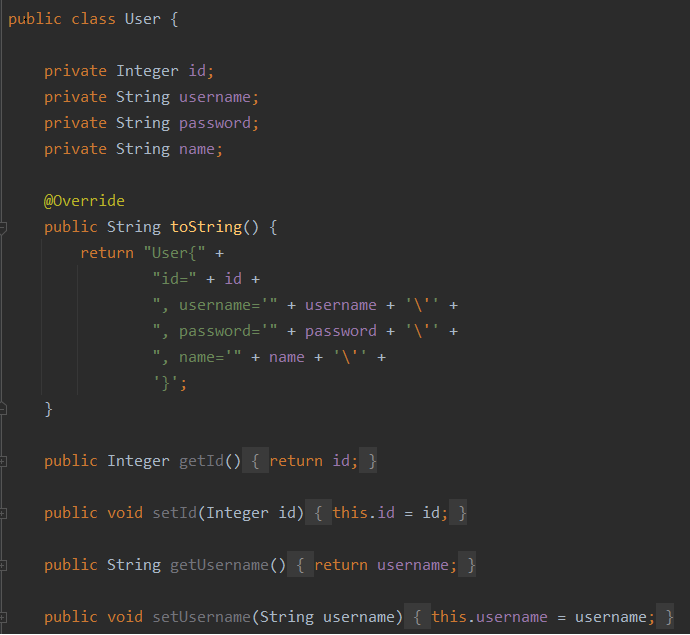 public class User {
private Integer id;
private String username;
private String password;
private String name;
@Override
public String toString() {
return "User{" +
"id=" + id +
", username='" + username + '\'' +
", password='" + password + '\'' +
", name='" + name + '\'' +
'}';
}
public Integer getId() { return id; }
public void setId(Integer id) { this.id = id; }
public String getUsername() { return username; }
public void setUsername(String username) { this.username = username; }